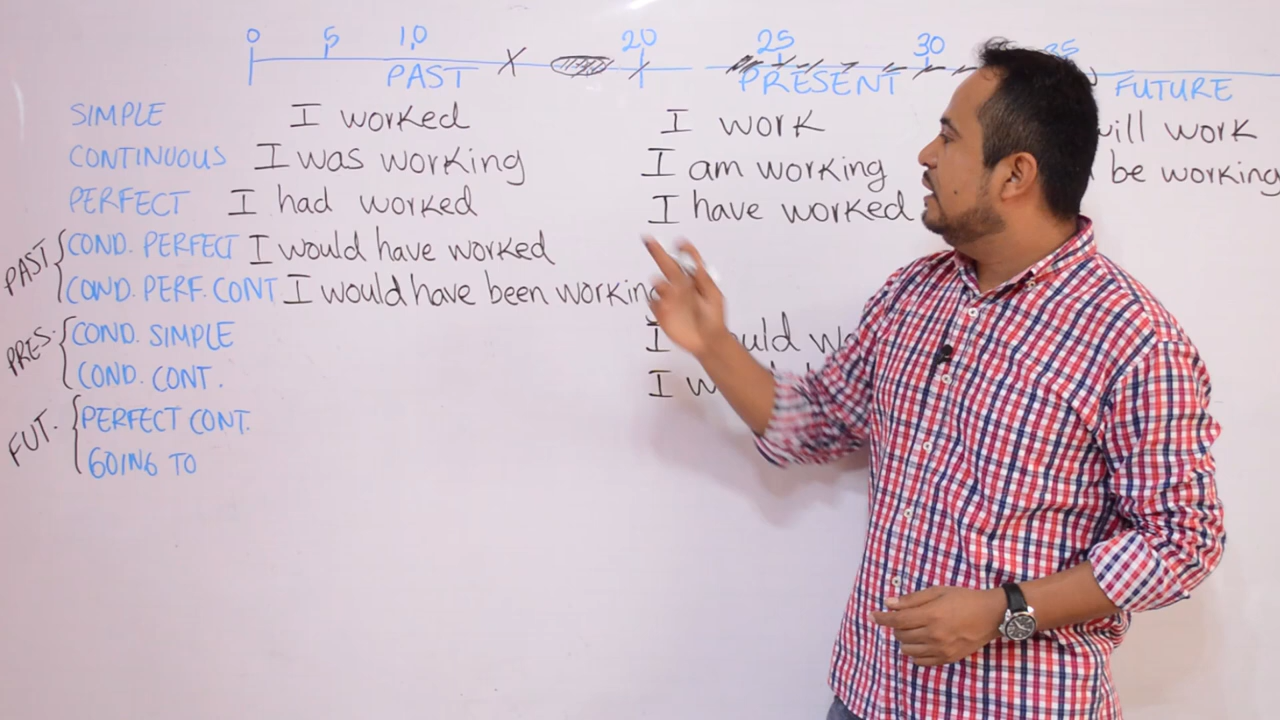 0 5 10 20 25 30 35
PAST X PRESENT FUTURE
SIMPLE I worked I work will work
CONTINUOUS I was working I am working be working
PERFECT I had worked I have worked
PAST COND. PERFECT I would have worked
COND. PERF. CONT I would have been working
PRES. COND. SIMPLE I would
COND. CONT. I
FUT. PERFECT CONT.
GOING TO